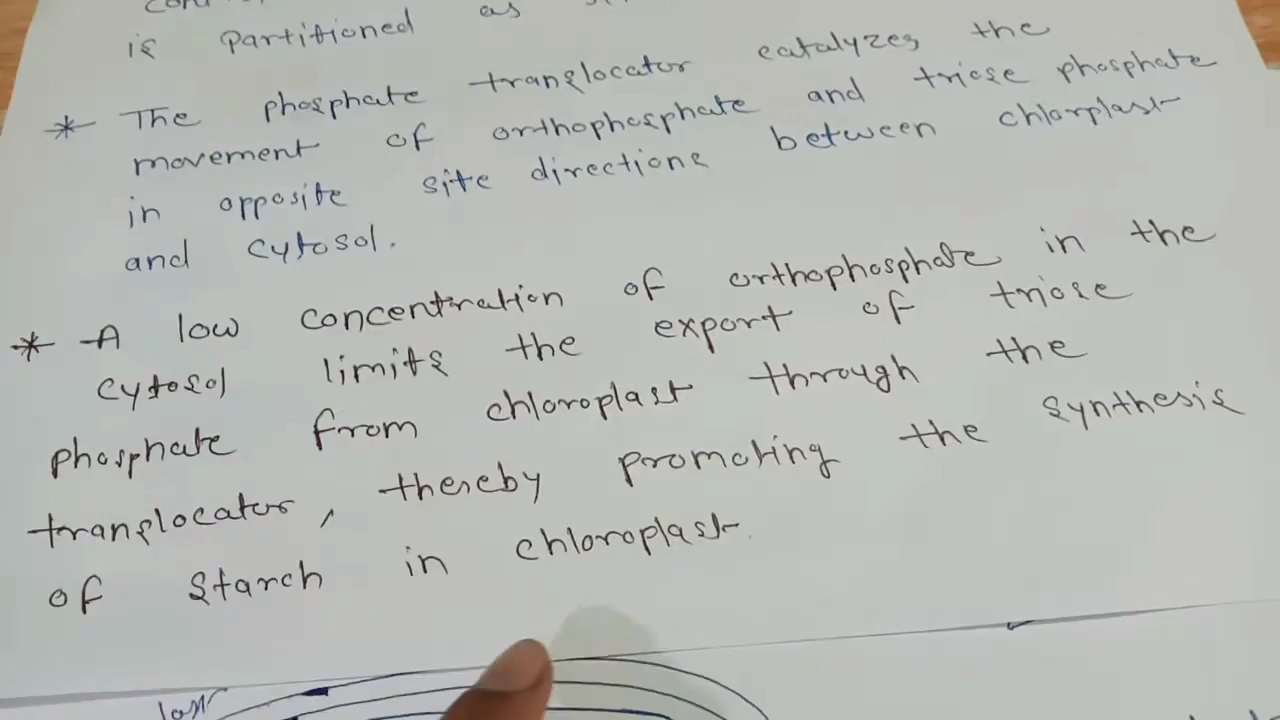 is partitioned as
* The phosphate translocator catalyzes the
movement of orthophosphate and triose phosphate
in opposite site directions between chlorplast
and cytosol.
* A low concentration of orthophosphate in the
cytosol limits the export of triose
phosphate from chloroplast through the
translocator, thereby promoting the synthesis
of starch in chloroplast.